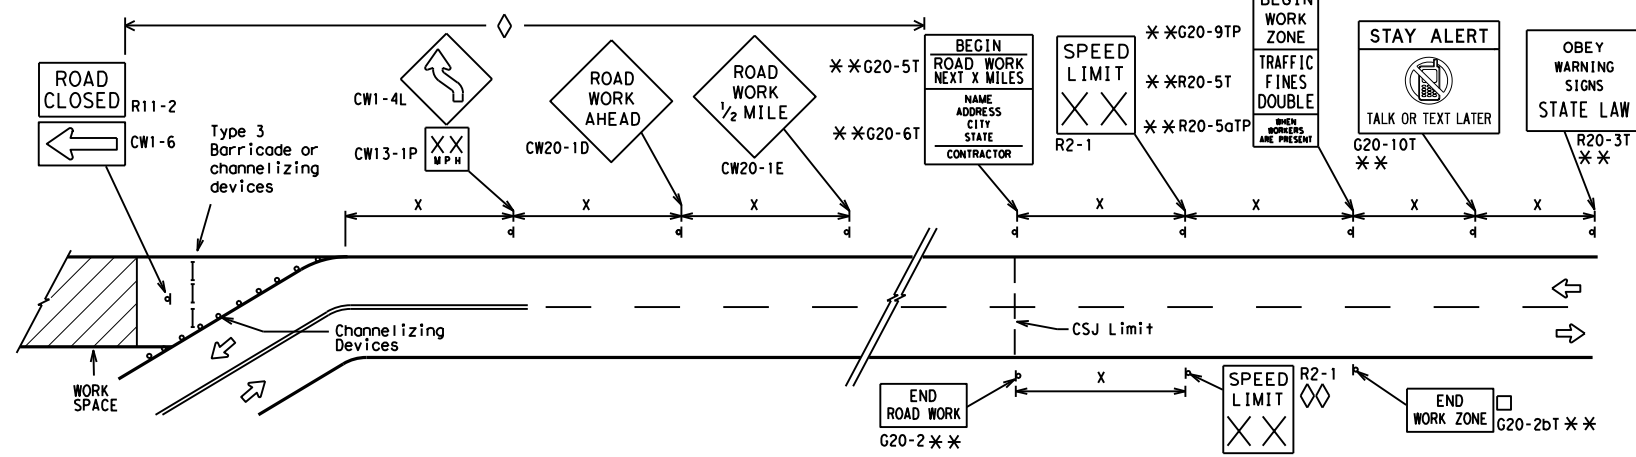 ROAD
CLOSED
R11-2
CW1-6
Type 3
Barricade or
channelizing
devices
CW1-4L
XX
MPH
CW13-1P
ROAD
WORK
AHEAD
CW20-1D
ROAD
WORK
1/2 MILE
CW20-1E
**G20-5T
**G20-6T
BEGIN
ROAD WORK
NEXT X MILES
NAME
ADDRESS
CITY
STATE
CONTRACTOR
SPEED
LIMIT
XX
R2-1
**G20-9TP
**R20-5T
**R20-5aTP
BEGIN
WORK
ZONE
TRAFFIC
FINES
DOUBLE
WHEN
WORKERS
ARE PRESENT
STAY ALERT
TALK OR TEXT LATER
G20-10T
**
OBEY
WARNING
SIGNS
STATE LAW
R20-3T
**
X
X
X
X
X
X
X
Channelizing
Devices
WORK
SPACE
CSJ Limit
END
ROAD WORK
G20-2 **
X
SPEED
LIMIT
XX
R2-1
END
WORK ZONE
G20-2bT **